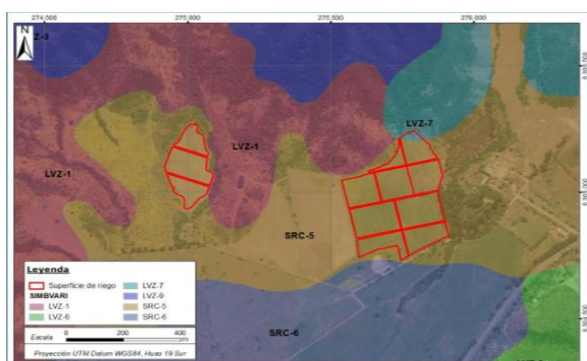 274,500 275,000 275,500 276,000
LVZ-9
N
LVZ-7
LVZ-1
LVZ-1
SRC-5
SRC-6
Leyenda
Superficie de riego
SIMBVARI
LVZ-1
LVZ-6
LVZ-7
LVZ-9
SRC-5
SRC-6
Escala
0 200 400
Proyección UTM Datum WGS84, Huso 19 Sur